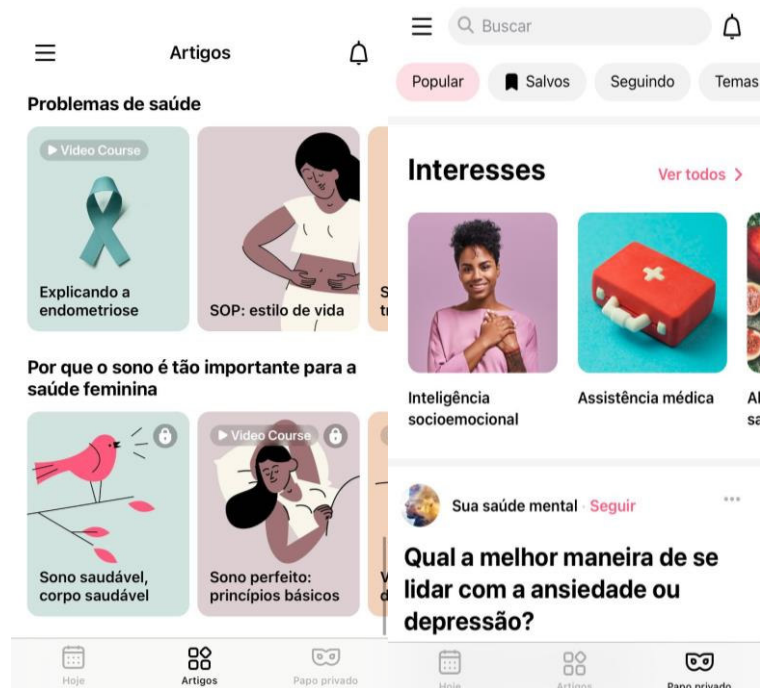 Artigos
Problemas de saúde
Video Course
Explicando a
endometriose
SOP: estilo de vida
Por que o sono é tão importante para a
saúde feminina
Video Course
Sono saudável,
corpo saudável
Sono perfeito:
princípios básicos
Hoje
Artigos
Papo privado
Buscar
Popular
Salvos
Seguindo
Temas
Interesses
Ver todos
Inteligência
socioemocional
Assistência médica
Sua saúde mental · Seguir
Qual a melhor maneira de se
lidar com a ansiedade ou
depressão?
Hoje
Artigos
Papo privado